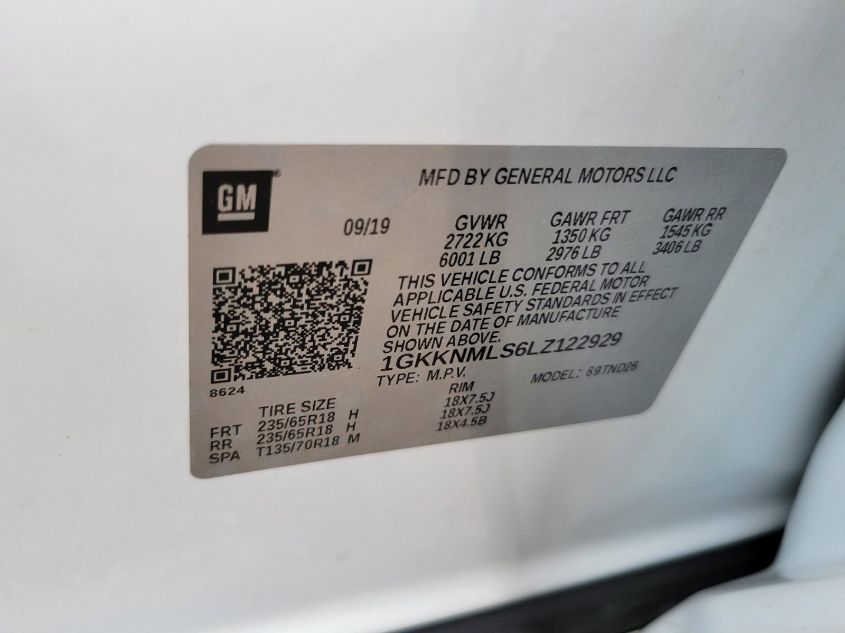 GM®
MFD BY GENERAL MOTORS LLC
09/19 GVWR GAWR FRT GAWR RR
2722 KG 1350 KG 1545 KG
6001 LB 2976 LB 3406 LB
THIS VEHICLE CONFORMS TO ALL
APPLICABLE U.S. FEDERAL MOTOR
VEHICLE SAFETY STANDARDS IN EFFECT
ON THE DATE OF MANUFACTURE
SHOWN ABOVE.
1GKKNMLS6LZ122929
TYPE: M.P.V. MODEL: 69TND26
8624
TIRE SIZE RIM
FRT 235/65R18 H 18X7.5J
RR 235/65R18 H 18X7.5J
SPA T135/70R18 M 18X4.5B